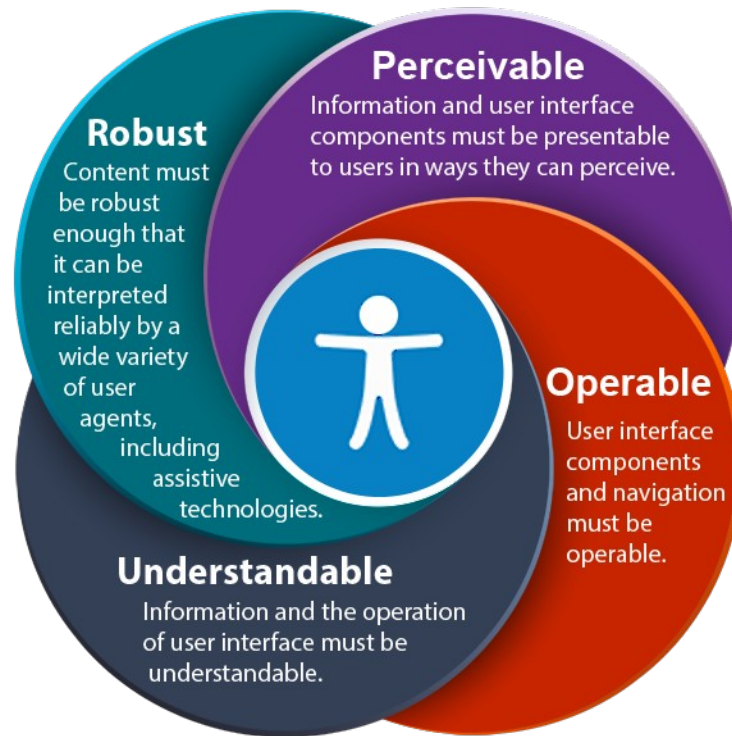 Perceivable
Information and user interface
components must be presentable
to users in ways they can perceive.
Operable
User interface
components
and navigation
must be
operable.
Understandable
Information and the operation
of user interface must be
understandable.
Robust
Content must
be robust
enough that
it can be
interpreted
reliably by a
wide variety
of user
agents,
including
assistive
technologies.